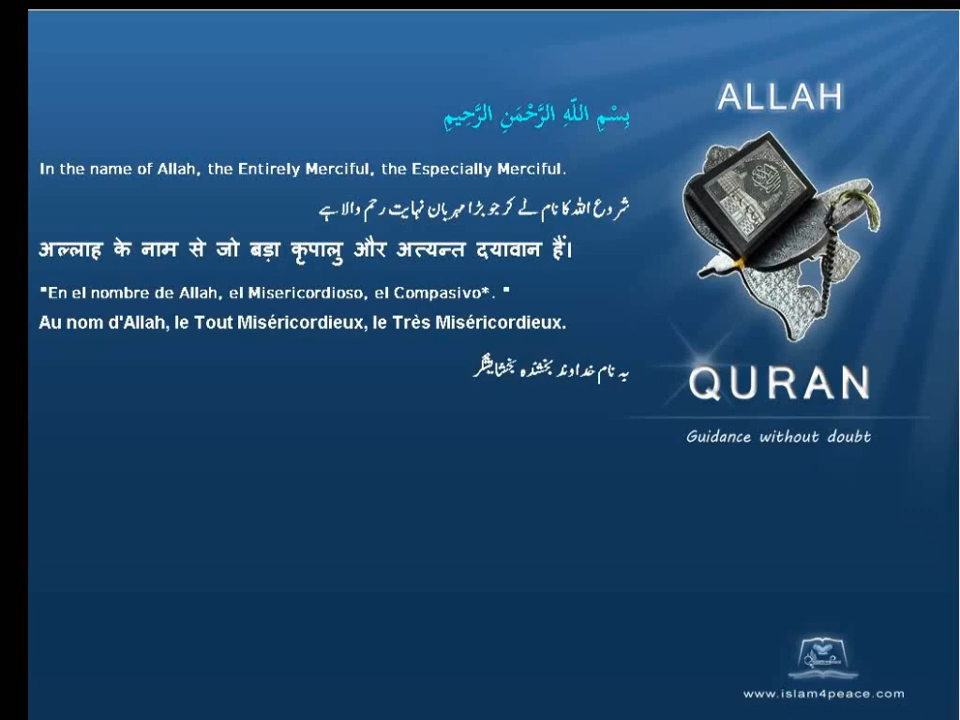 بِسْمِ اللَّهِ الرَّحْمَنِ الرَّحِيمِ
In the name of Allah, the Entirely Merciful, the Especially Merciful.
شروع اللہ کا نام لے کر جو بڑا مہربان نہایت رحم والا ہے
अल्लाह के नाम से जो बड़ा कृपालु और अत्यन्त दयावान हैं।
"En el nombre de Allah, el Misericordioso, el Compasivo*. "
Au nom d'Allah, le Tout Miséricordieux, le Très Miséricordieux.
به نام خداوند بخشنده بخشایشگر
ALLAH
QURAN
Guidance without doubt
www.islam4peace.com